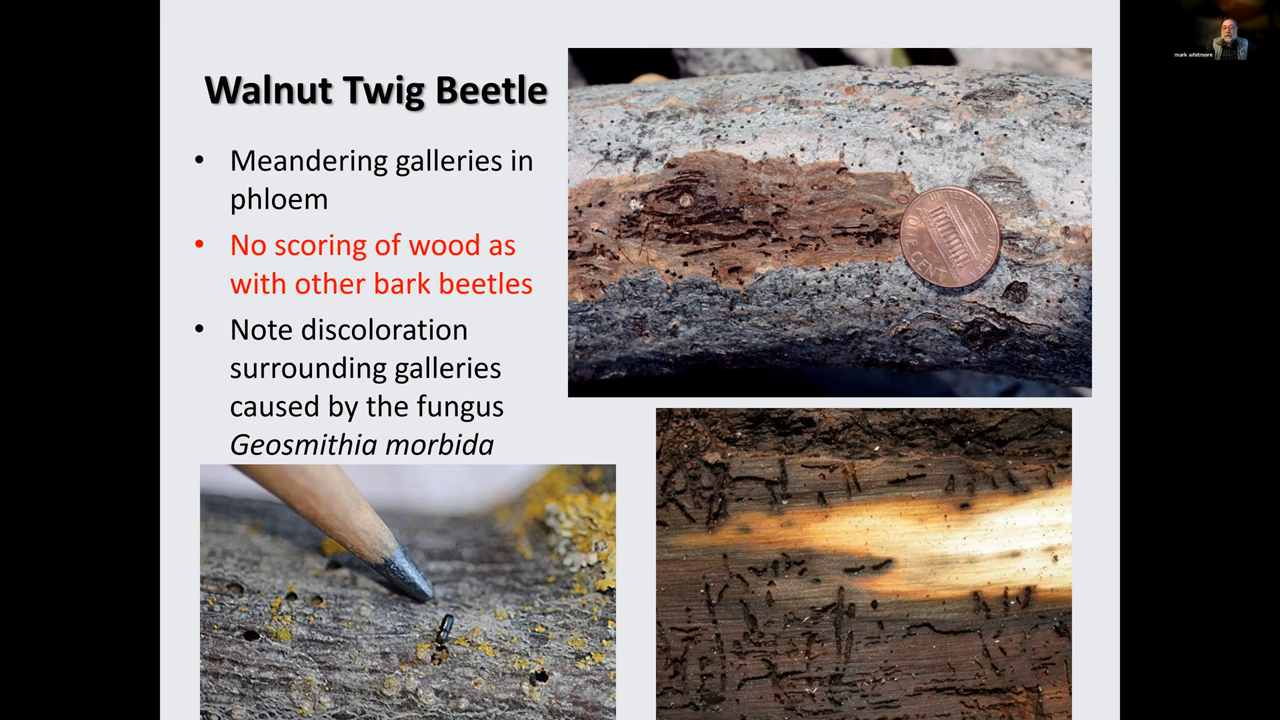 Walnut Twig Beetle
• Meandering galleries in
phloem
• No scoring of wood as
with other bark beetles
• Note discoloration
surrounding galleries
caused by the fungus
Geosmithia morbida
mark whitmore